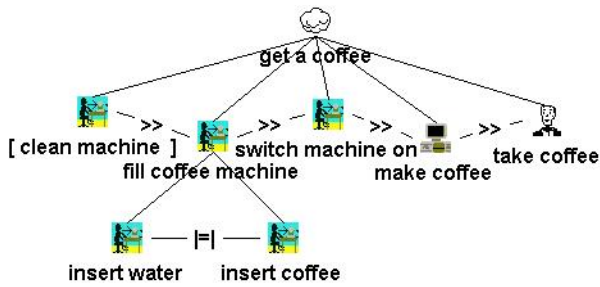 get a coffee
>> >> >> >>
[ clean machine ] fill coffee machine switch machine on make coffee take coffee
|=|
insert water insert coffee